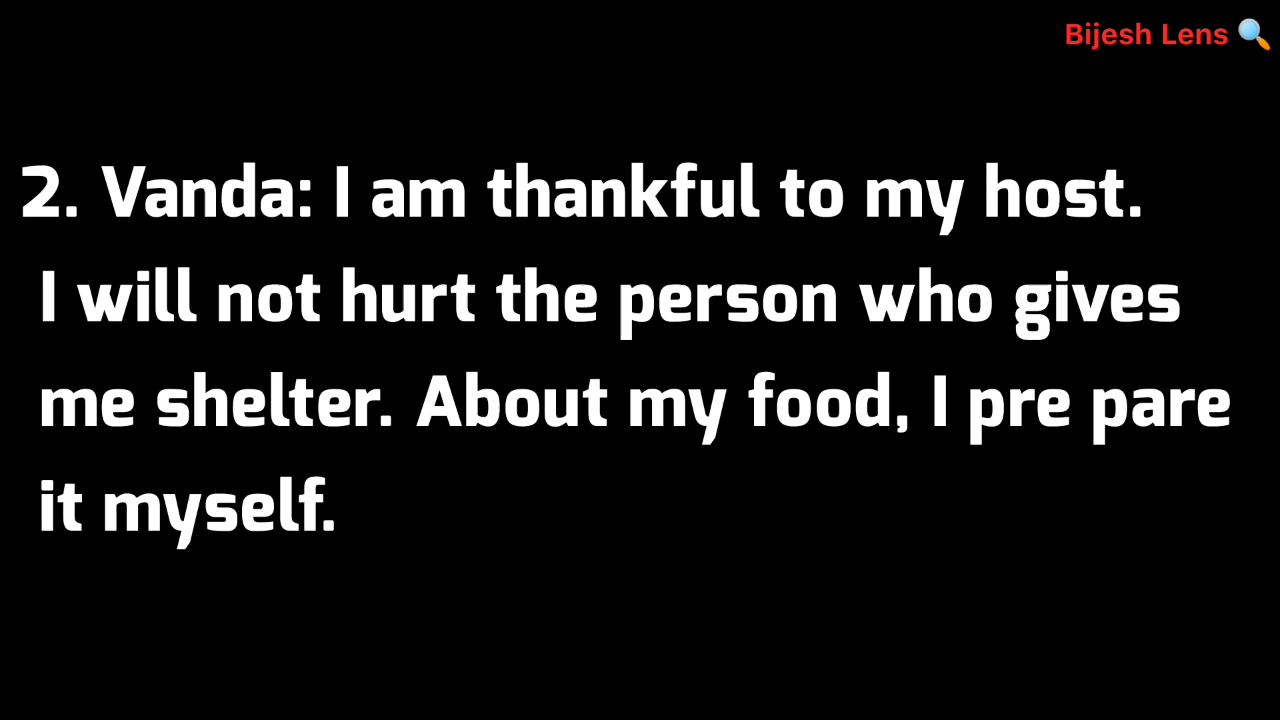 Bijesh Lens 🔍
2. Vanda: I am thankful to my host.
I will not hurt the person who gives
me shelter. About my food, I pre pare
it myself.